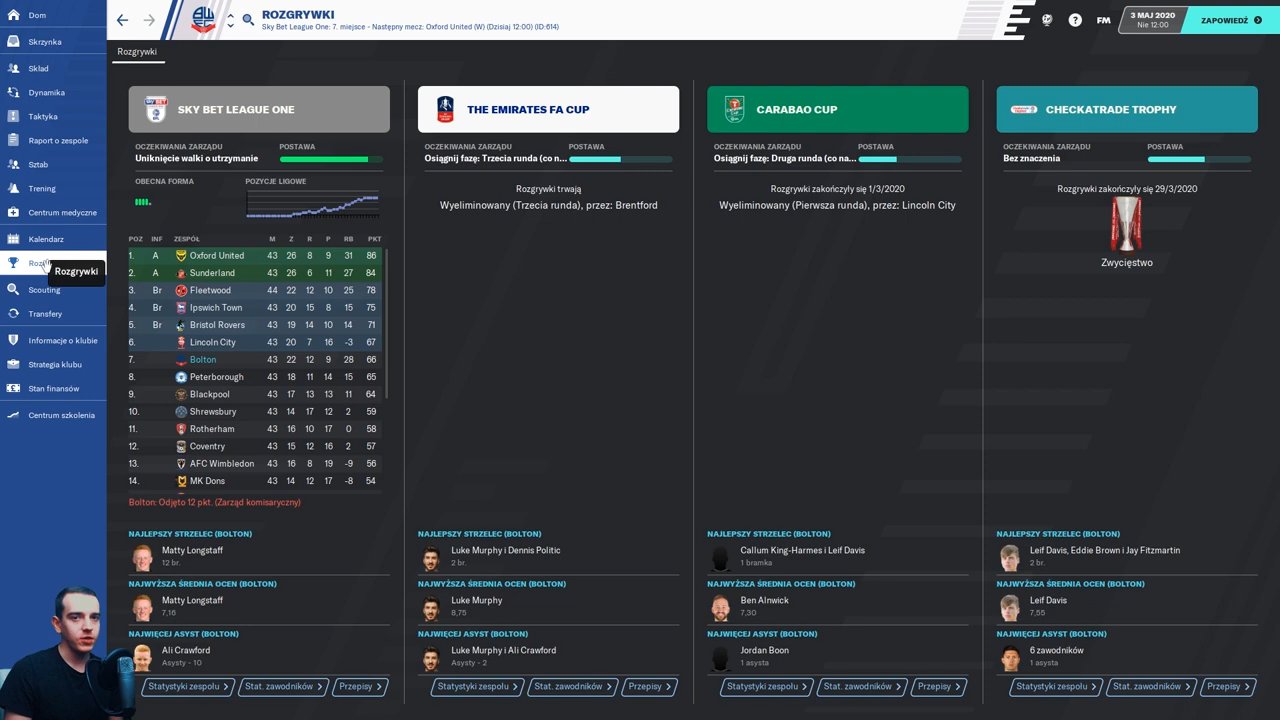 Dom
Skrzynka
Skład
Dynamika
Taktyka
Raport o zespole
Sztab
Trening
Centrum medyczne
Kalendarz
Rozgrywki
Scouting
Transfery
Informacje o klubie
Strategia klubu
Stan finansów
Centrum szkolenia
ROZGRYWKI
Sky Bet League One: 7. miejsce - Następny mecz: Oxford United (W) (Dzisiaj 12:00) (ID:614)
FM
3 MAJ 2020
Nie 12:00
ZAPOWIEDŹ
Rozgrywki
SKY BET LEAGUE ONE
OCZEKIWANIA ZARZĄDU POSTAWA
Uniknięcie walki o utrzymanie
OBECNA FORMA POZYCJE LIGOWE
POZ INF ZESPÓŁ M Z R P RB PKT
1. A Oxford United 43 26 8 9 31 86
2. A Sunderland 43 26 6 11 27 84
3. Br Fleetwood 44 22 12 10 25 78
4. Br Ipswich Town 43 20 15 8 15 75
5. Br Bristol Rovers 43 19 14 10 14 71
6. Lincoln City 43 20 7 16 -3 67
7. Bolton 43 22 12 9 28 66
8. Peterborough 43 18 11 14 15 65
9. Blackpool 43 17 13 13 11 64
10. Shrewsbury 43 14 17 12 2 59
11. Rotherham 43 16 10 17 0 58
12. Coventry 43 15 12 16 2 57
13. AFC Wimbledon 43 16 8 19 -9 56
14. MK Dons 43 14 12 17 -8 54
Bolton: Odjęto 12 pkt. (Zarząd komisaryczny)
NAJLEPSZY STRZELEC (BOLTON)
Matty Longstaff
12 br.
NAJWYŻSZA ŚREDNIA OCEN (BOLTON)
Matty Longstaff
7,16
NAJWIĘCEJ ASYST (BOLTON)
Ali Crawford
Asysty - 10
Statystyki zespołu Stat. zawodników Przepisy
THE EMIRATES FA CUP
OCZEKIWANIA ZARZĄDU POSTAWA
Osiągnij fazę: Trzecia runda (co n...
Rozgrywki trwają
Wyeliminowany (Trzecia runda), przez: Brentford
NAJLEPSZY STRZELEC (BOLTON)
Luke Murphy i Dennis Politic
2 br.
NAJWYŻSZA ŚREDNIA OCEN (BOLTON)
Luke Murphy
8,75
NAJWIĘCEJ ASYST (BOLTON)
Luke Murphy i Ali Crawford
Asysty - 2
Statystyki zespołu Stat. zawodników Przepisy
CARABAO CUP
OCZEKIWANIA ZARZĄDU POSTAWA
Osiągnij fazę: Druga runda (co na...
Rozgrywki zakończyły się 1/3/2020
Wyeliminowany (Pierwsza runda), przez: Lincoln City
NAJLEPSZY STRZELEC (BOLTON)
Callum King-Harmes i Leif Davis
1 bramka
NAJWYŻSZA ŚREDNIA OCEN (BOLTON)
Ben Alnwick
7,30
NAJWIĘCEJ ASYST (BOLTON)
Jordan Boon
1 asysta
Statystyki zespołu Stat. zawodników Przepisy
CHECKATRADE TROPHY
OCZEKIWANIA ZARZĄDU POSTAWA
Bez znaczenia
Rozgrywki zakończyły się 29/3/2020
Zwycięstwo
NAJLEPSZY STRZELEC (BOLTON)
Leif Davis, Eddie Brown i Jay Fitzmartin
2 br.
NAJWYŻSZA ŚREDNIA OCEN (BOLTON)
Leif Davis
7,55
NAJWIĘCEJ ASYST (BOLTON)
6 zawodników
1 asysta
Statystyki zespołu Stat. zawodników Przepisy